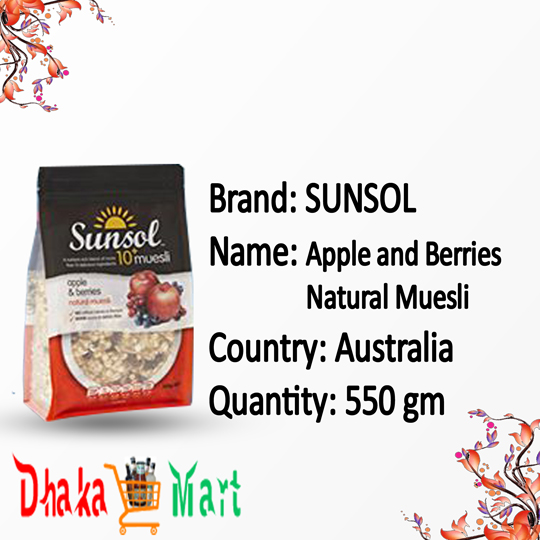 Brand: SUNSOL
Name: Apple and Berries
Natural Muesli
Country: Australia
Quantity: 550 gm
Sunsol
10+ muesli
apple
& berries
natural muesli
Dhaka Mart